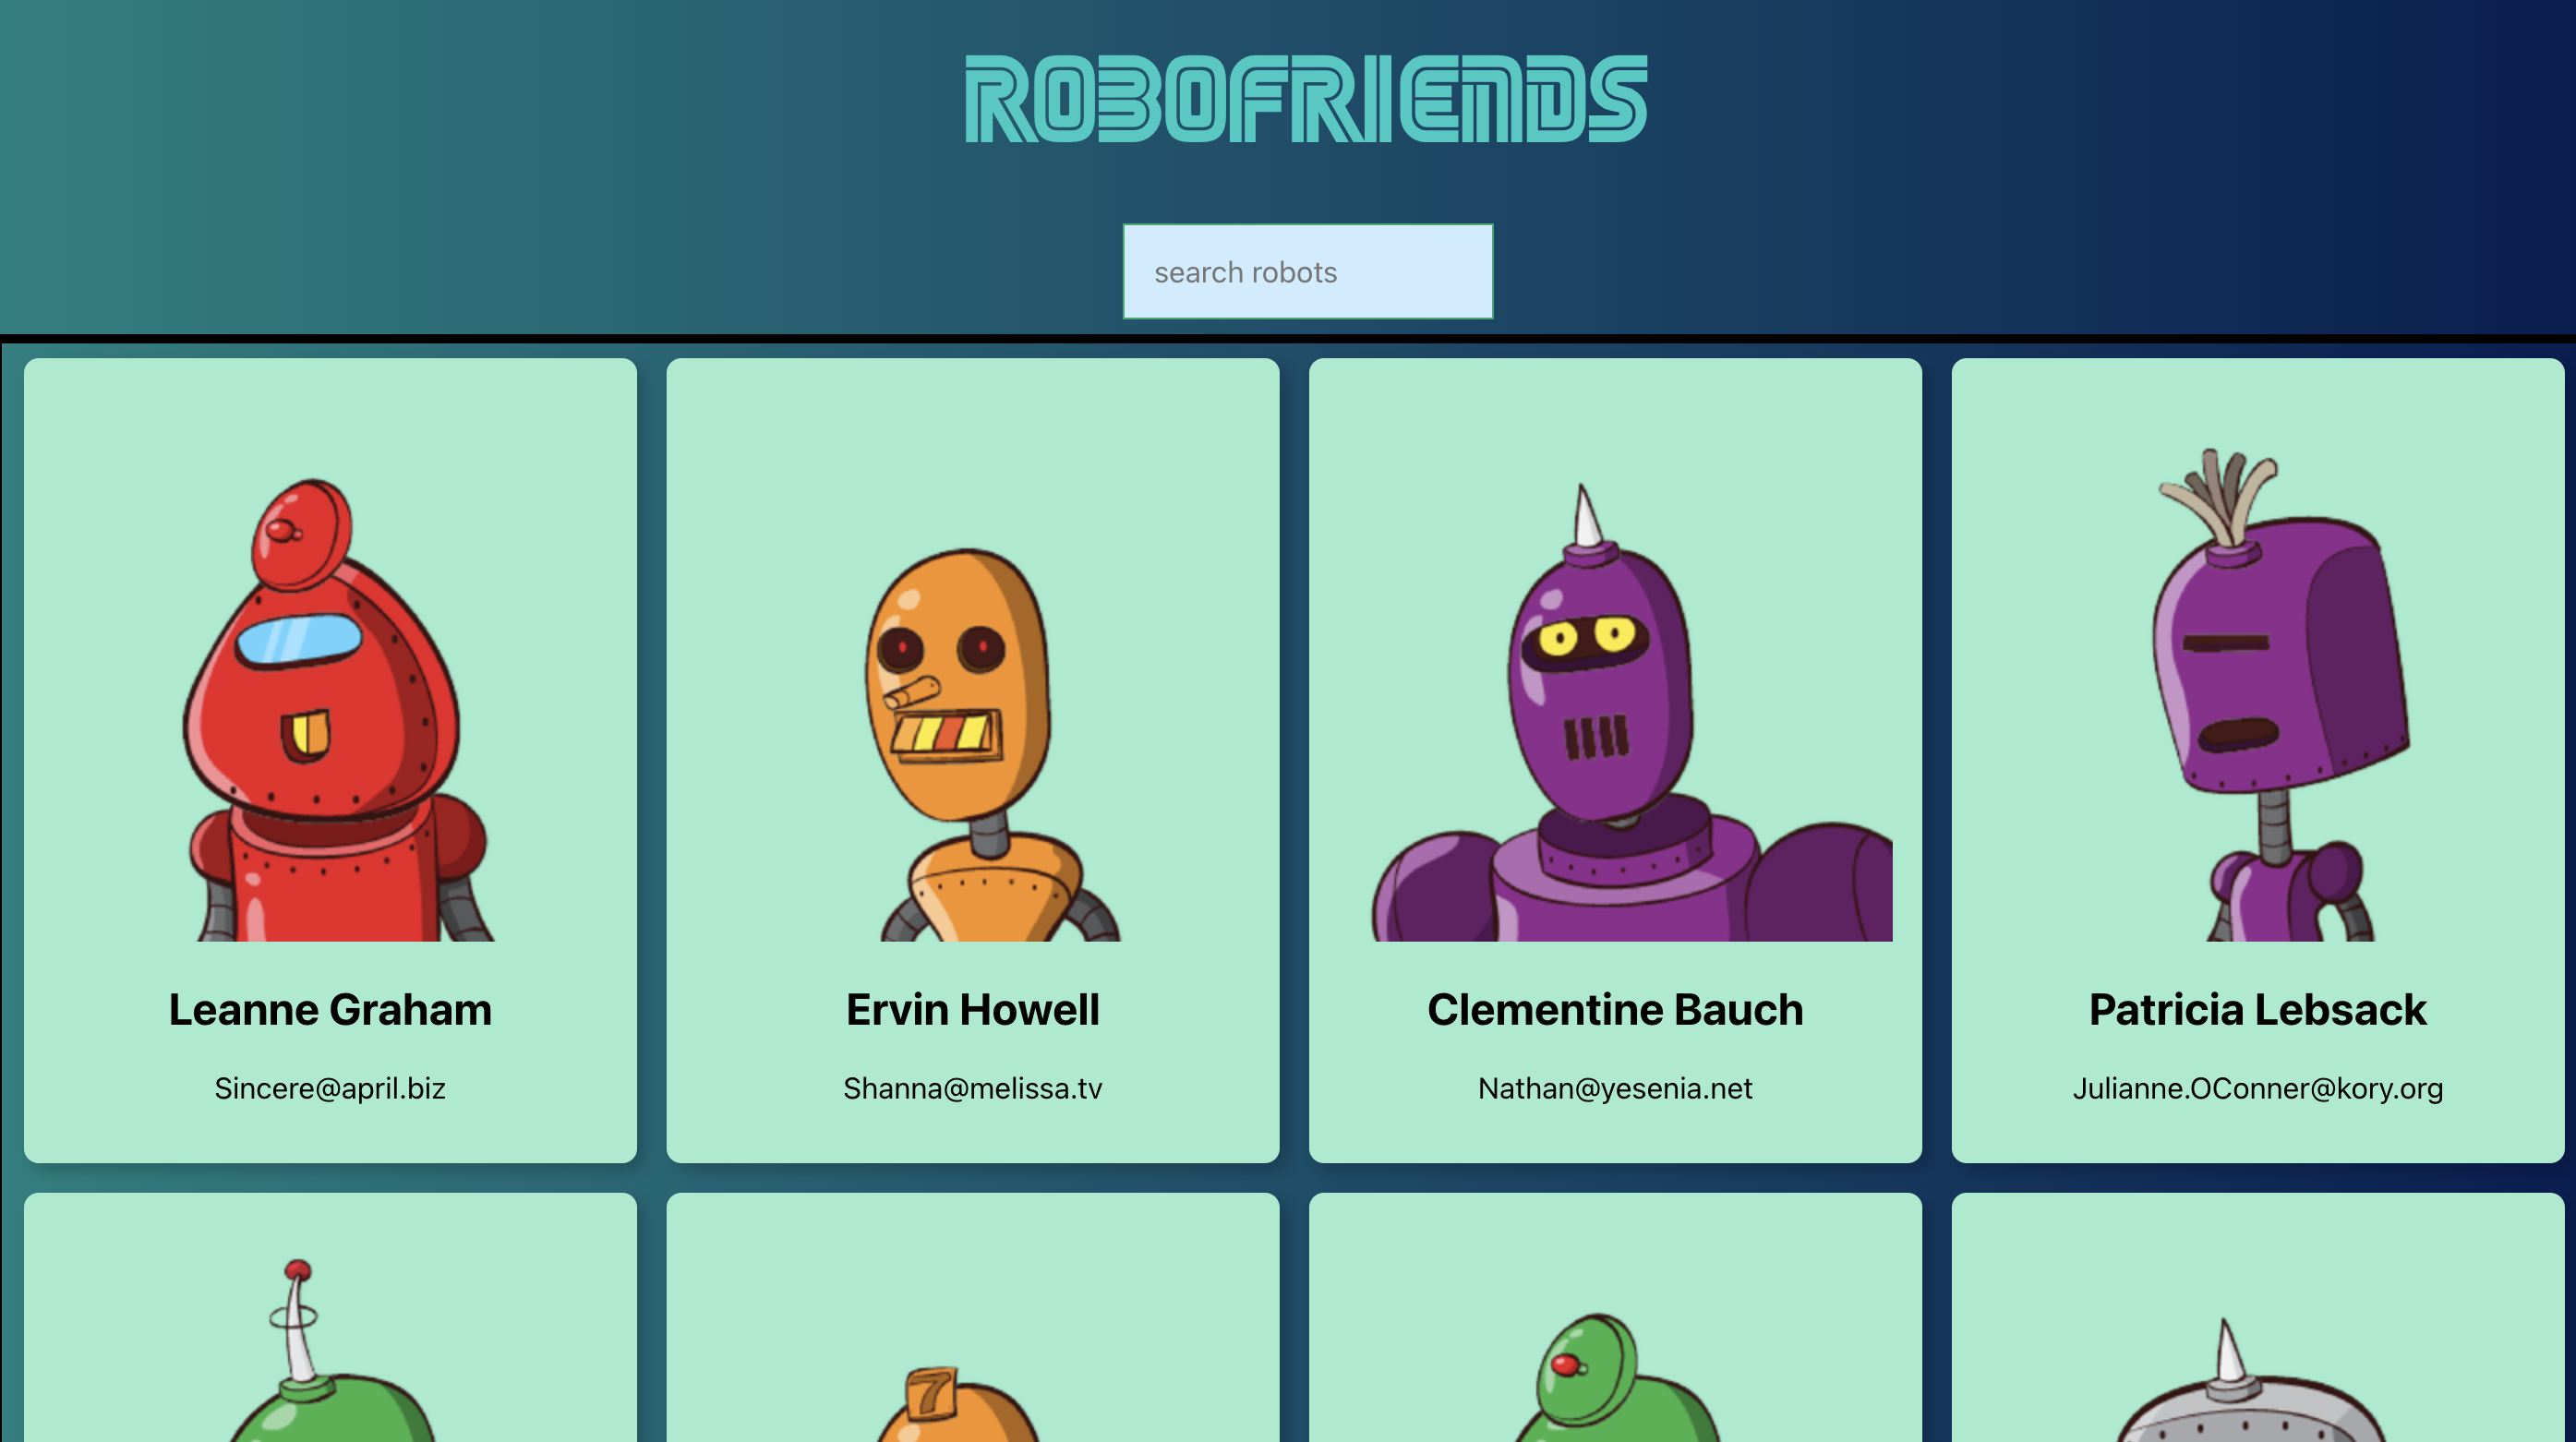 ROBOFRIENDS
search robots
Leanne Graham
Sincere@april.biz
Ervin Howell
Shanna@melissa.tv
Clementine Bauch
Nathan@yesenia.net
Patricia Lebsack
Julianne.OConner@kory.org
7